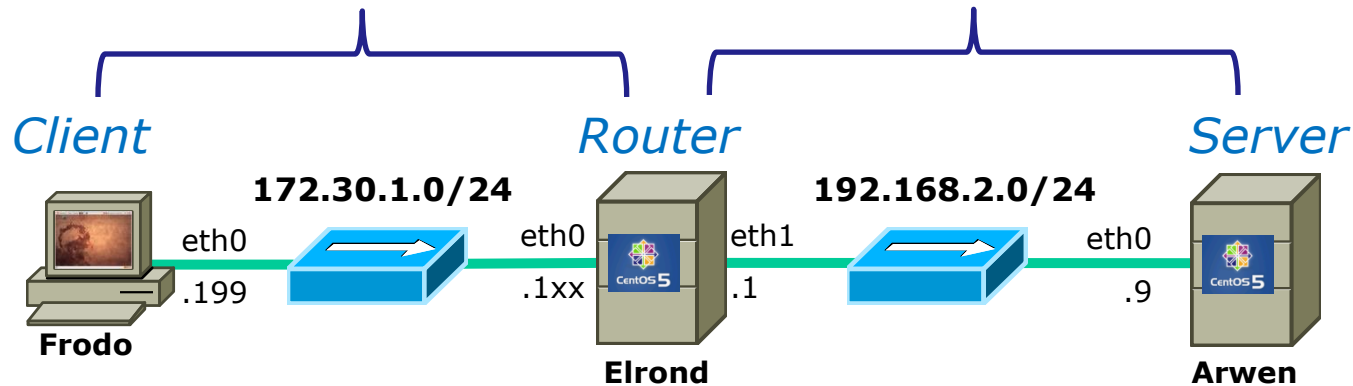 Client Router Server
172.30.1.0/24 192.168.2.0/24
eth0 eth0 eth1 eth0
.199 .1xx .1 .9
CentOS 5 CentOS 5
Frodo Elrond Arwen